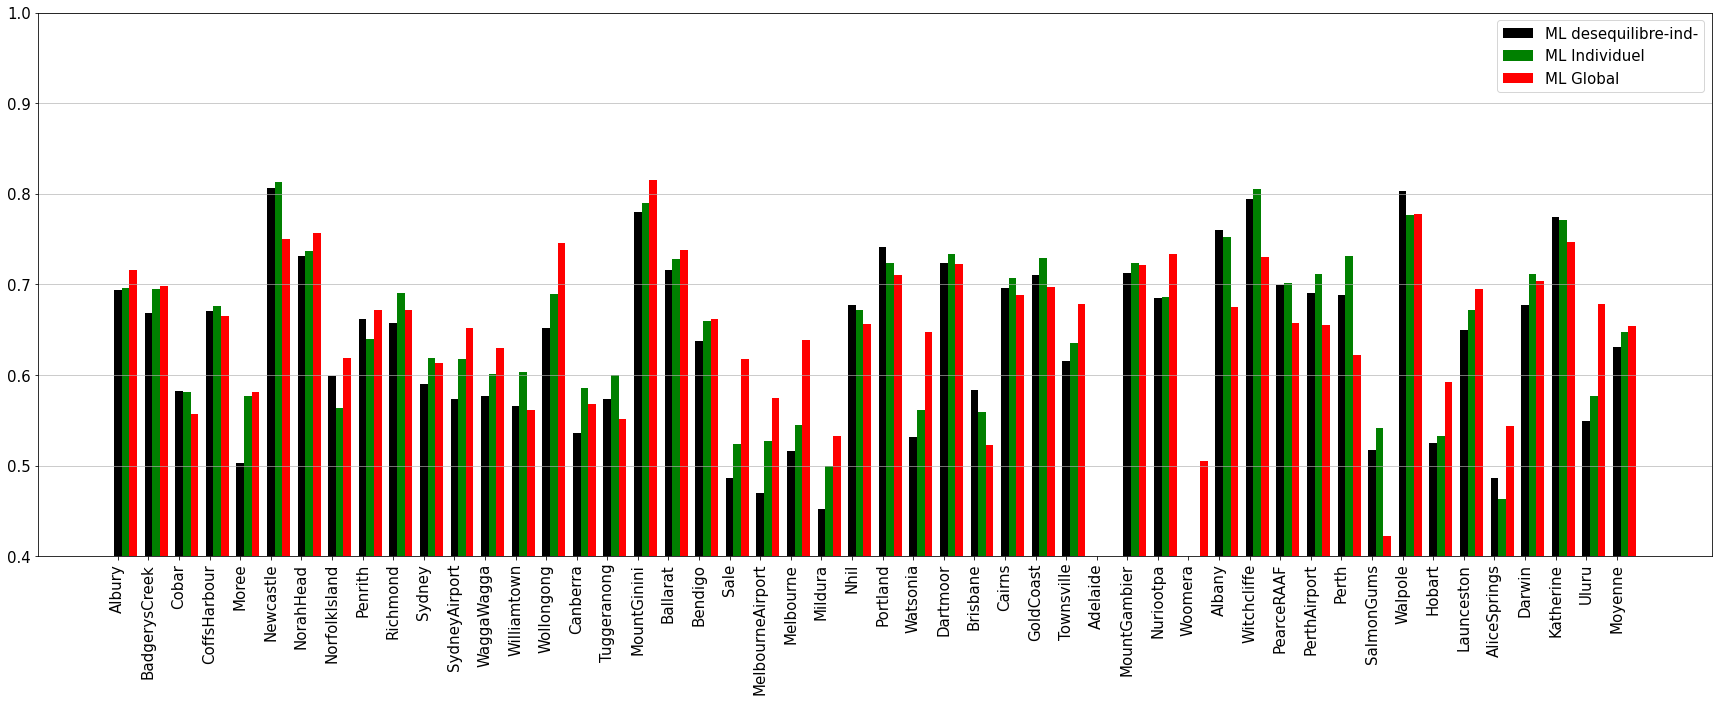 1.0
0.9
0.8
0.7
0.6
0.5
0.4
ML desequilibre-ind-
ML Individuel
ML Global
Albury
BadgerysCreek
Cobar
CoffsHarbour
Moree
Newcastle
NorahHead
NorfolkIsland
Penrith
Richmond
Sydney
SydneyAirport
WaggaWagga
Williamtown
Wollongong
Canberra
Tuggeranong
MountGinini
Ballarat
Bendigo
Sale
MelbourneAirport
Melbourne
Mildura
Nhil
Portland
Watsonia
Dartmoor
Brisbane
Cairns
GoldCoast
Townsville
Adelaide
MountGambier
Nuriootpa
Woomera
Albany
Witchcliffe
PearceRAAF
PerthAirport
Perth
SalmonGums
Walpole
Hobart
Launceston
AliceSprings
Darwin
Katherine
Uluru
Moyenne